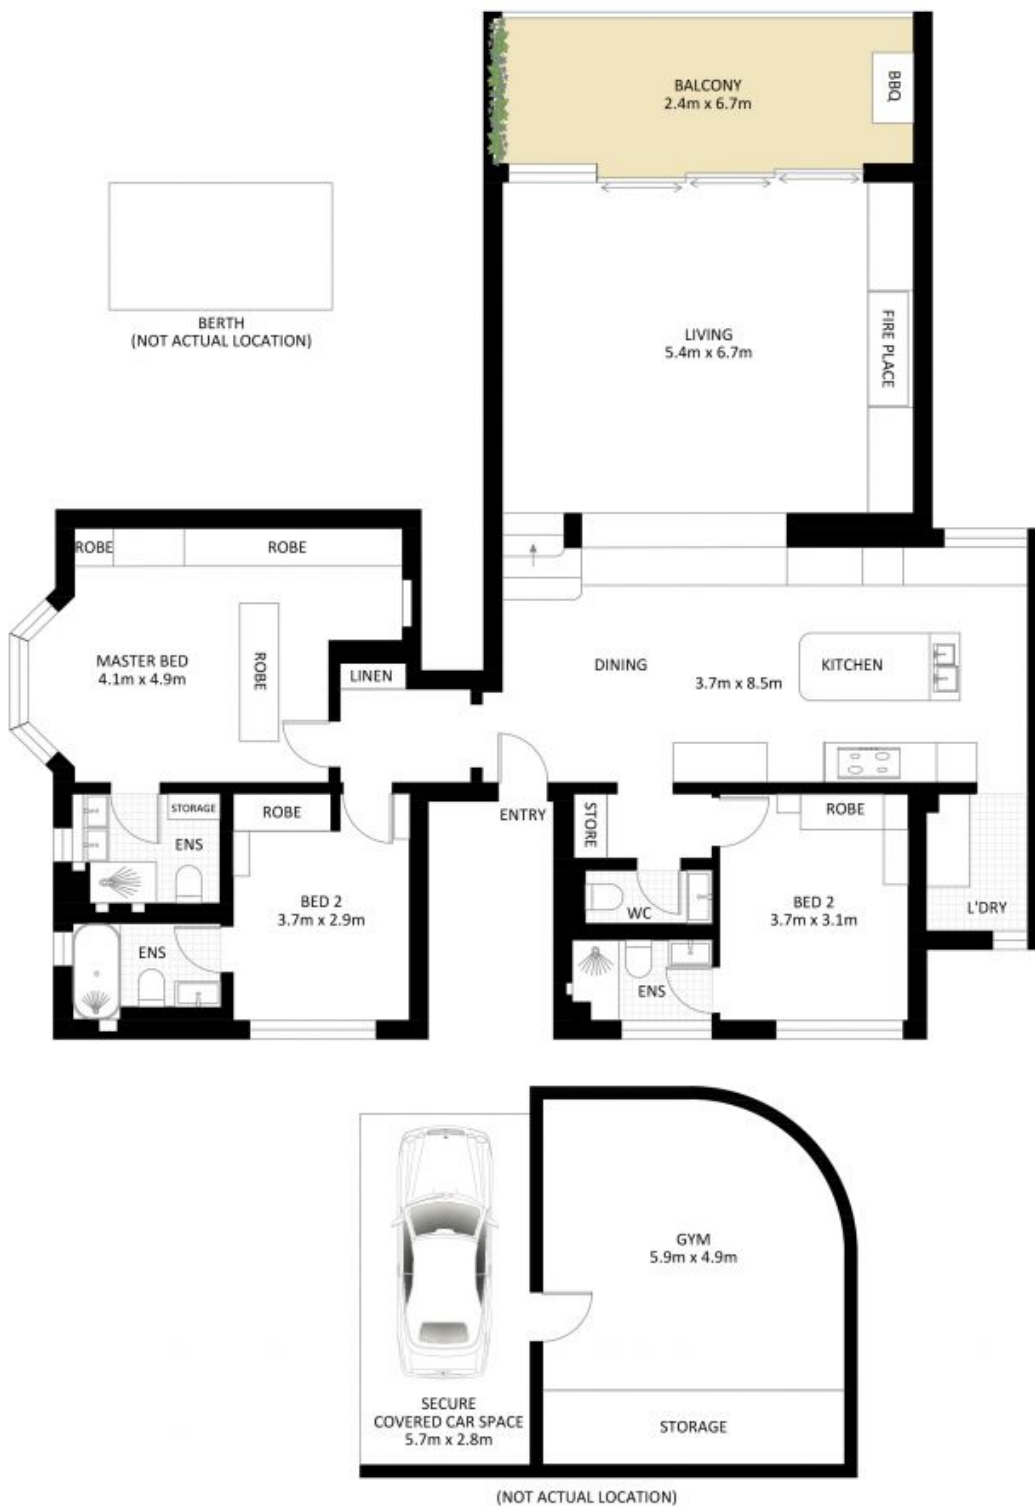 BALCONY
2.4m x 6.7m
BBQ
BERTH
(NOT ACTUAL LOCATION)
LIVING
5.4m x 6.7m
FIRE PLACE
ROBE
ROBE
MASTER BED
4.1m x 4.9m
ROBE
LINEN
DINING
3.7m x 8.5m
KITCHEN
STORAGE
ENS
ROBE
ENTRY
STORE
ROBE
BED 2
3.7m x 2.9m
WC
BED 2
3.7m x 3.1m
L'DRY
ENS
ENS
GYM
5.9m x 4.9m
SECURE
COVERED CAR SPACE
5.7m x 2.8m
STORAGE
(NOT ACTUAL LOCATION)